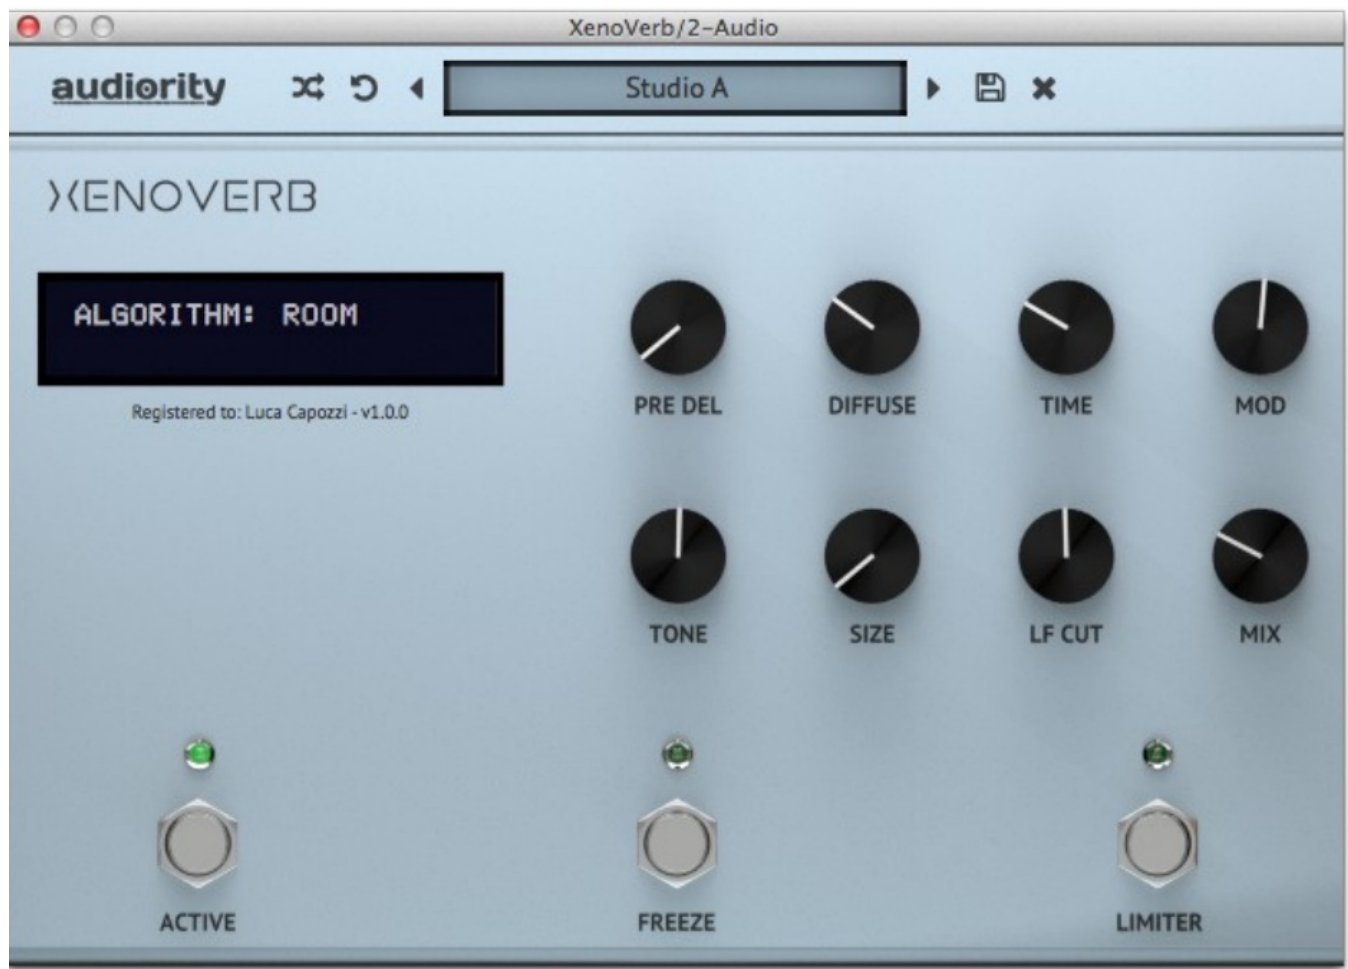 XenoVerb/2-Audio
audiority
Studio A
XENOVERB
ALGORITHM: ROOM
Registered to: Luca Capozzi - v1.0.0
PRE DEL DIFFUSE TIME MOD
TONE SIZE LF CUT MIX
ACTIVE FREEZE LIMITER